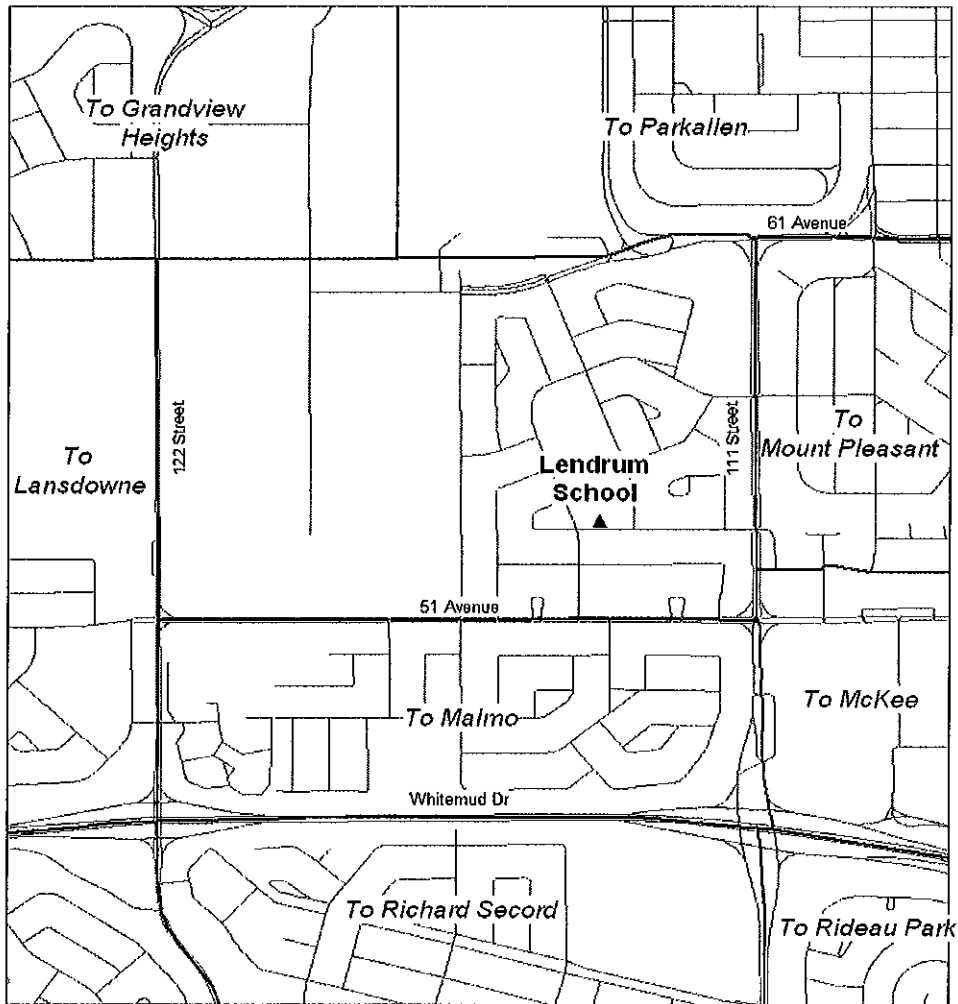 To Grandview
Heights
To Parkallen
61 Avenue
122 Street
111 Street
To
Lansdowne
To
Mount Pleasant
Lendrum
School
51 Avenue
To Malmo
To McKee
Whitemud Dr
To Richard Secord
To Rideau Park